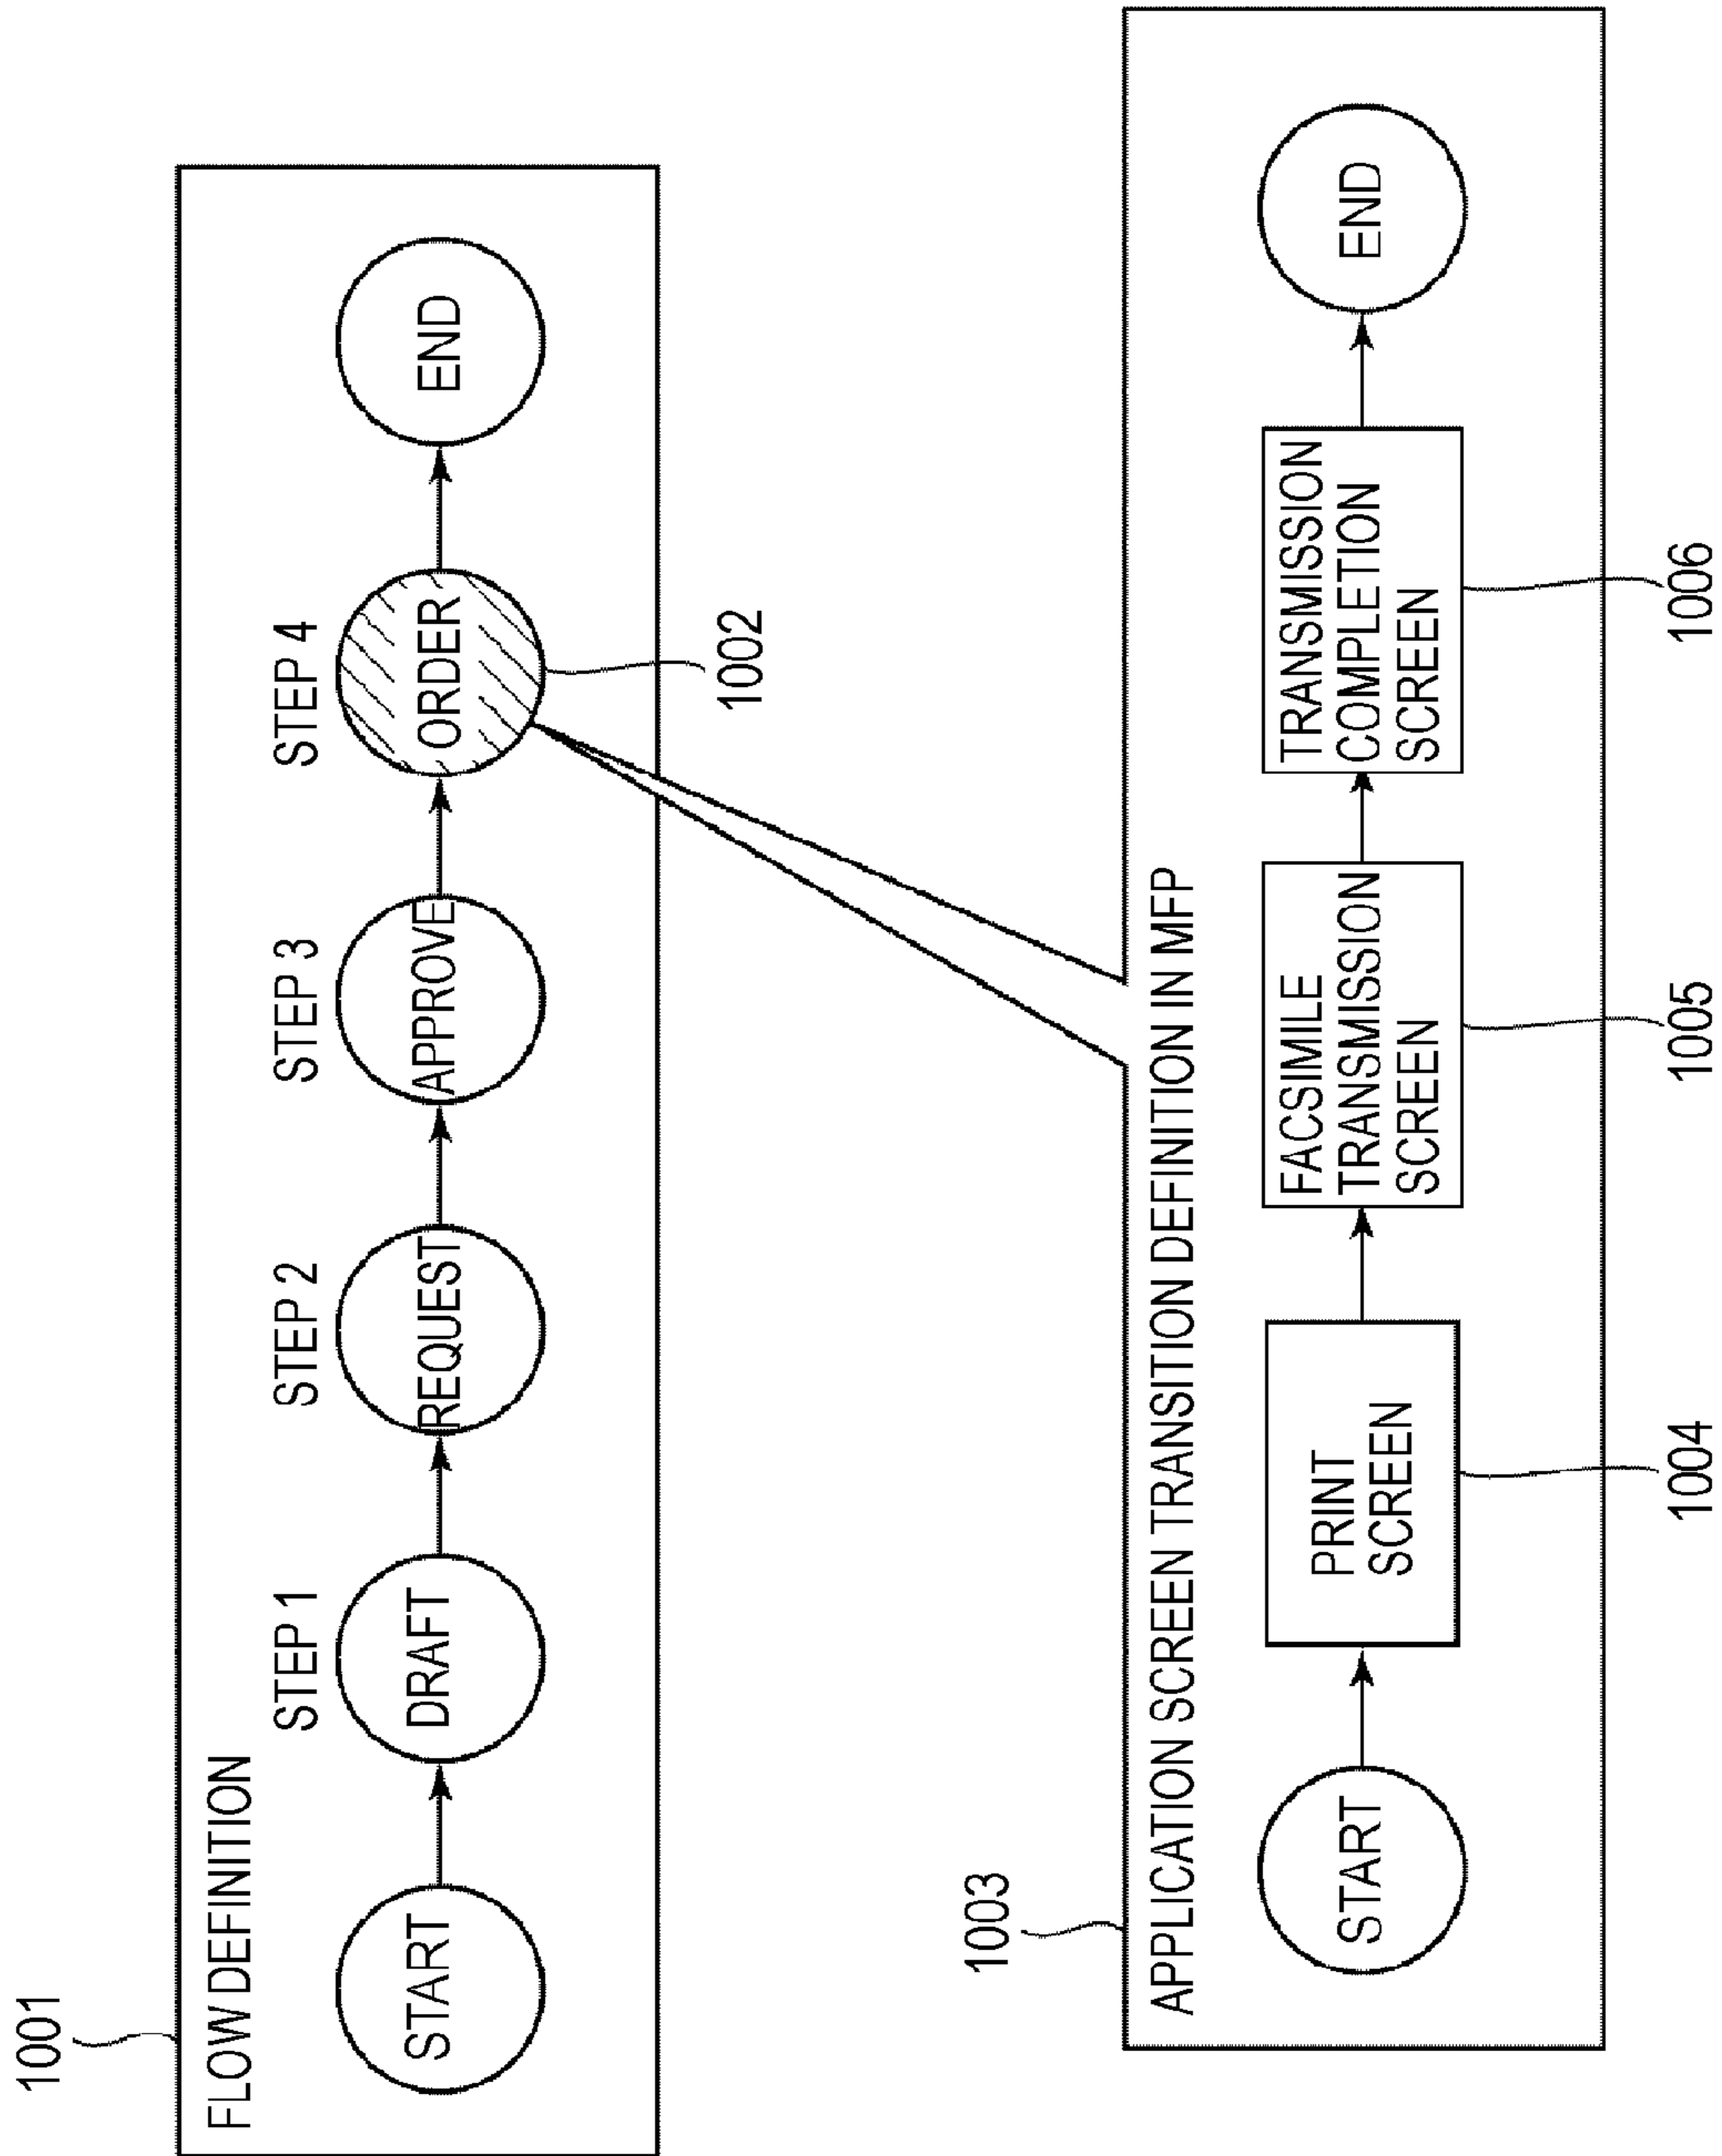 1001
FLOW DEFINITION
STEP 1
STEP 2
STEP 3
STEP 4
START
DRAFT
REQUEST
APPROVE
ORDER
END
1002
1003
APPLICATION SCREEN TRANSITION DEFINITION IN MFP
START
PRINT
SCREEN
FACSIMILE
TRANSMISSION
SCREEN
TRANSMISSION
COMPLETION
SCREEN
END
1004
1005
1006